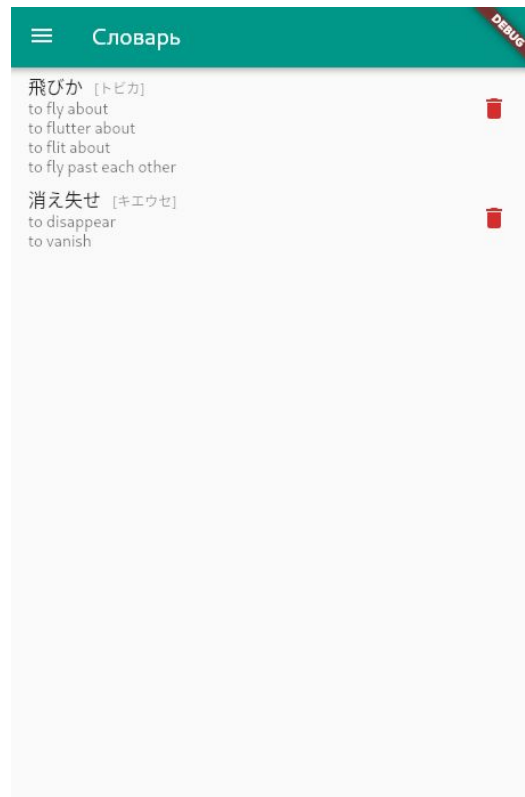 Словарь
DEBUG
飛びか [トビカ]
to fly about
to flutter about
to flit about
to fly past each other
消え失せ [キエウセ]
to disappear
to vanish